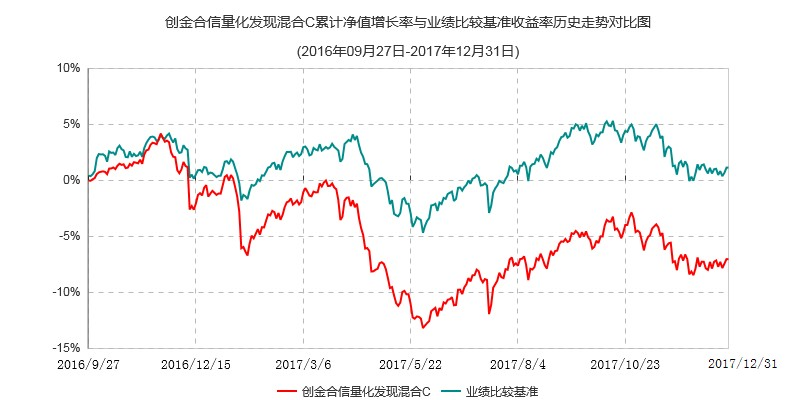 创金合信量化发现混合C累计净值增长率与业绩比较基准收益率历史走势对比图
(2016年09月27日-2017年12月31日)
10%
5%
0%
-5%
-10%
-15%
2016/9/27 2016/12/15 2017/3/6 2017/5/22 2017/8/4 2017/10/23 2017/12/31
创金合信量化发现混合C 业绩比较基准